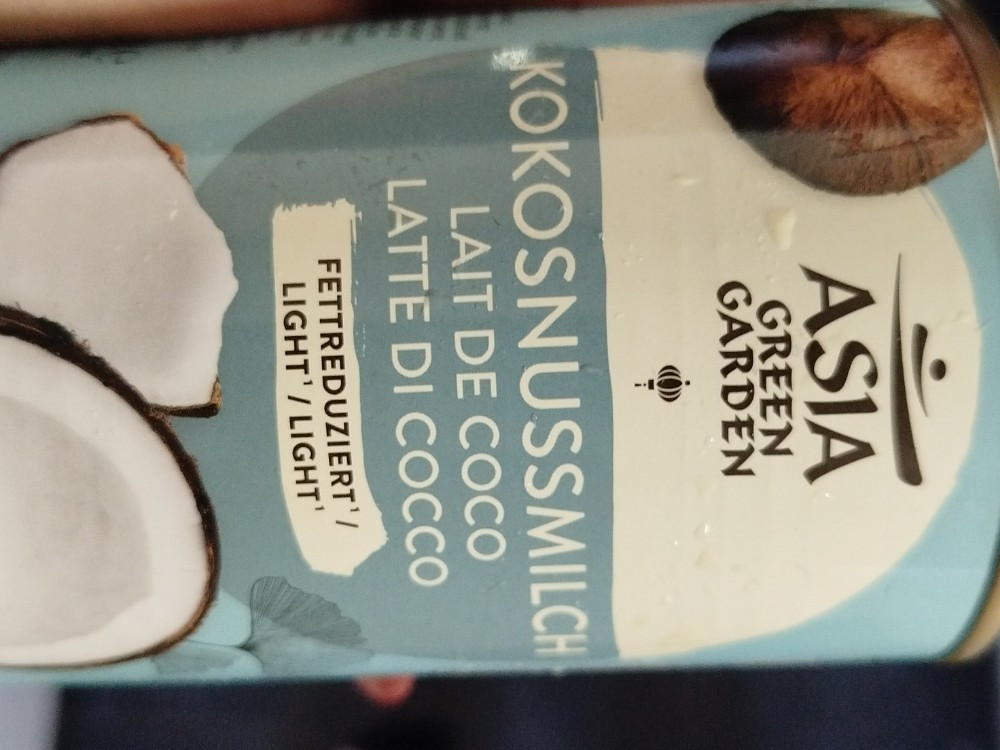 ASIA
GREEN
GARDEN
KOKOSNUSSMILCH
LAIT DE COCO
LATTE DI COCCO
FETTREDUZIERT¹ /
LIGHT¹ / LIGHT¹